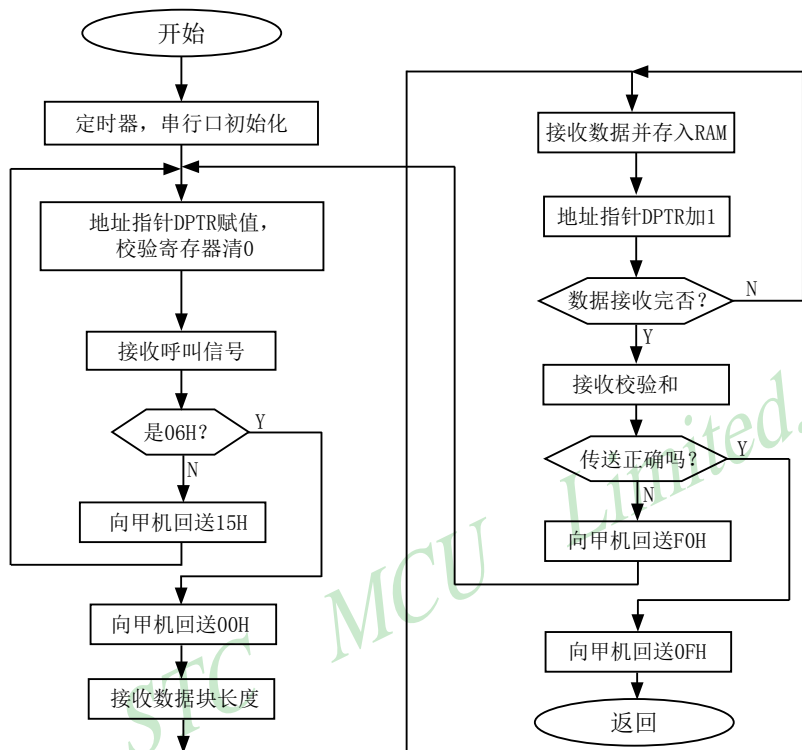 开始
定时器，串行口初始化
地址指针DPTR赋值，
校验寄存器清0
接收呼叫信号
是06H？
Y
N
向甲机回送15H
向甲机回送00H
接收数据块长度
接收数据并存入RAM
地址指针DPTR加1
数据接收完否？
N
Y
接收校验和
传送正确吗？
Y
N
向甲机回送F0H
向甲机回送0FH
返回
STC MCU Limited.